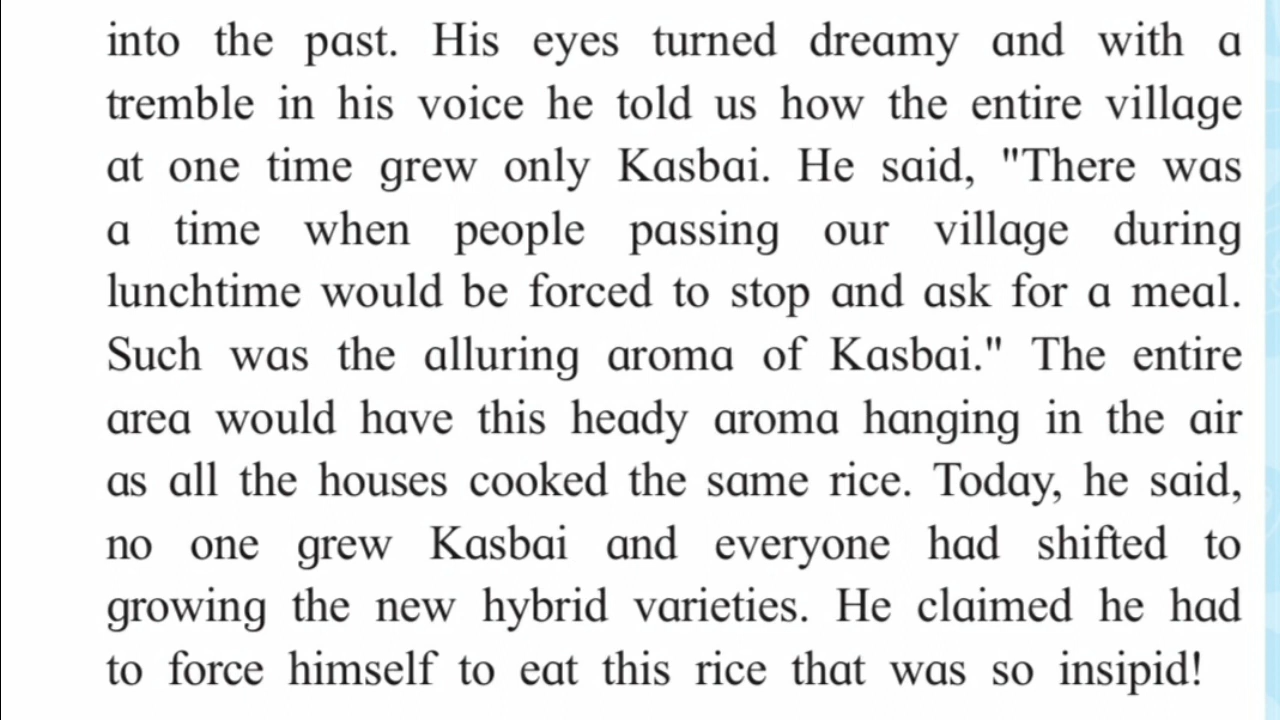 into the past. His eyes turned dreamy and with a
tremble in his voice he told us how the entire village
at one time grew only Kasbai. He said, "There was
a time when people passing our village during
lunchtime would be forced to stop and ask for a meal.
Such was the alluring aroma of Kasbai." The entire
area would have this heady aroma hanging in the air
as all the houses cooked the same rice. Today, he said,
no one grew Kasbai and everyone had shifted to
growing the new hybrid varieties. He claimed he had
to force himself to eat this rice that was so insipid!